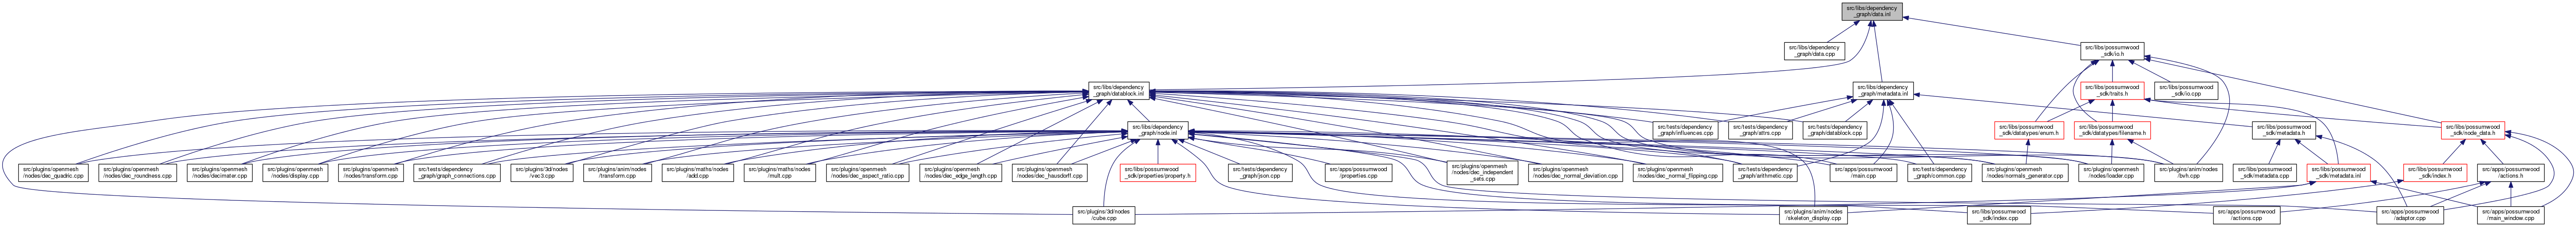 src/libs/dependency
_graph/data.inl
src/libs/dependency
_graph/data.cpp
src/libs/possumwood
_sdk/io.h
src/libs/dependency
_graph/datablock.inl
src/libs/dependency
_graph/metadata.inl
src/libs/possumwood
_sdk/traits.h
src/libs/possumwood
_sdk/io.cpp
src/libs/dependency
_graph/node.inl
src/tests/dependency
_graph/influences.cpp
src/tests/dependency
_graph/attrs.cpp
src/tests/dependency
_graph/datablock.cpp
src/libs/possumwood
_sdk/datatypes/enum.h
src/libs/possumwood
_sdk/datatypes/filename.h
src/libs/possumwood
_sdk/metadata.h
src/libs/possumwood
_sdk/node_data.h
src/plugins/openmesh
/nodes/dec_quadric.cpp
src/plugins/openmesh
/nodes/dec_roundness.cpp
src/plugins/openmesh
/nodes/decimater.cpp
src/plugins/openmesh
/nodes/display.cpp
src/plugins/openmesh
/nodes/transform.cpp
src/tests/dependency
_graph/graph_connections.cpp
src/plugins/3d/nodes
/vec3.cpp
src/plugins/anim/nodes
/transform.cpp
src/plugins/maths/nodes
/add.cpp
src/plugins/maths/nodes
/mult.cpp
src/plugins/openmesh
/nodes/dec_aspect_ratio.cpp
src/plugins/openmesh
/nodes/dec_edge_length.cpp
src/plugins/openmesh
/nodes/dec_hausdorff.cpp
src/libs/possumwood
_sdk/properties/property.h
src/tests/dependency
_graph/json.cpp
src/apps/possumwood
/properties.cpp
src/plugins/openmesh
/nodes/dec_independent
_sets.cpp
src/plugins/openmesh
/nodes/dec_normal_deviation.cpp
src/plugins/openmesh
/nodes/dec_normal_flipping.cpp
src/tests/dependency
_graph/arithmetic.cpp
src/apps/possumwood
/main.cpp
src/tests/dependency
_graph/common.cpp
src/plugins/openmesh
/nodes/normals_generator.cpp
src/plugins/openmesh
/nodes/loader.cpp
src/plugins/anim/nodes
/bvh.cpp
src/libs/possumwood
_sdk/metadata.cpp
src/libs/possumwood
_sdk/metadata.inl
src/libs/possumwood
_sdk/index.h
src/apps/possumwood
/actions.h
src/plugins/3d/nodes
/cube.cpp
src/plugins/anim/nodes
/skeleton_display.cpp
src/libs/possumwood
_sdk/index.cpp
src/apps/possumwood
/actions.cpp
src/apps/possumwood
/adaptor.cpp
src/apps/possumwood
/main_window.cpp